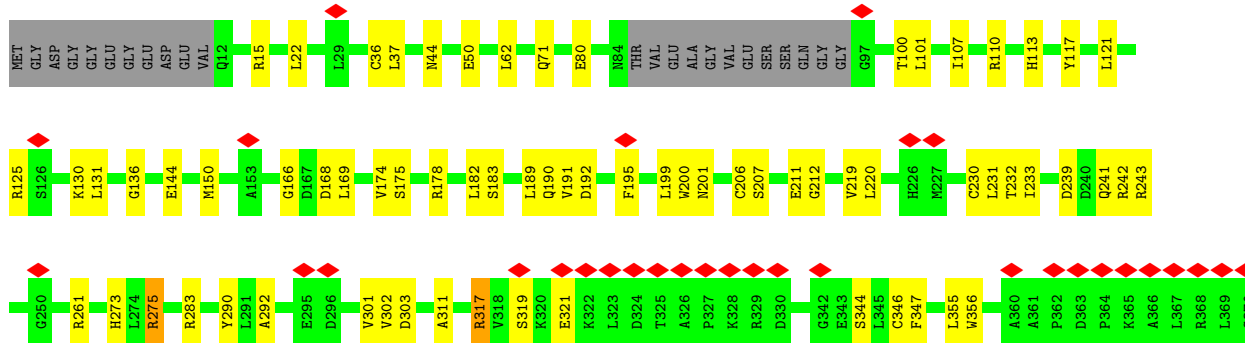 MET GLY ASP GLY GLY GLU GLY GLU ASP GLU VAL Q12 R15 L22 L29 C36 L37 N44 E50 L62 Q71 E80 N84 THR VAL GLU ALA GLY VAL GLU SER SER GLN GLY GLY G97 T100 L101 I107 R110 H113 Y117 L121
R125 S126 K130 L131 G136 E144 M150 A153 G166 D167 D168 L169 V174 S175 R178 L182 S183 L189 Q190 V191 D192 F195 L199 W200 N201 C206 S207 E211 G212 V219 L220 H226 M227 C230 L231 T232 I233 D239 D240 Q241 R242 R243
G250 R261 H273 L274 R275 R283 Y290 L291 A292 E295 D296 V301 V302 D303 A311 R317 V318 S319 K320 E321 K322 L323 D324 T325 A326 P327 K328 R329 D330 G342 E343 S344 L345 C346 F347 L355 W356 A360 A361 P362 D363 P364 K365 A366 L367 R368 L369